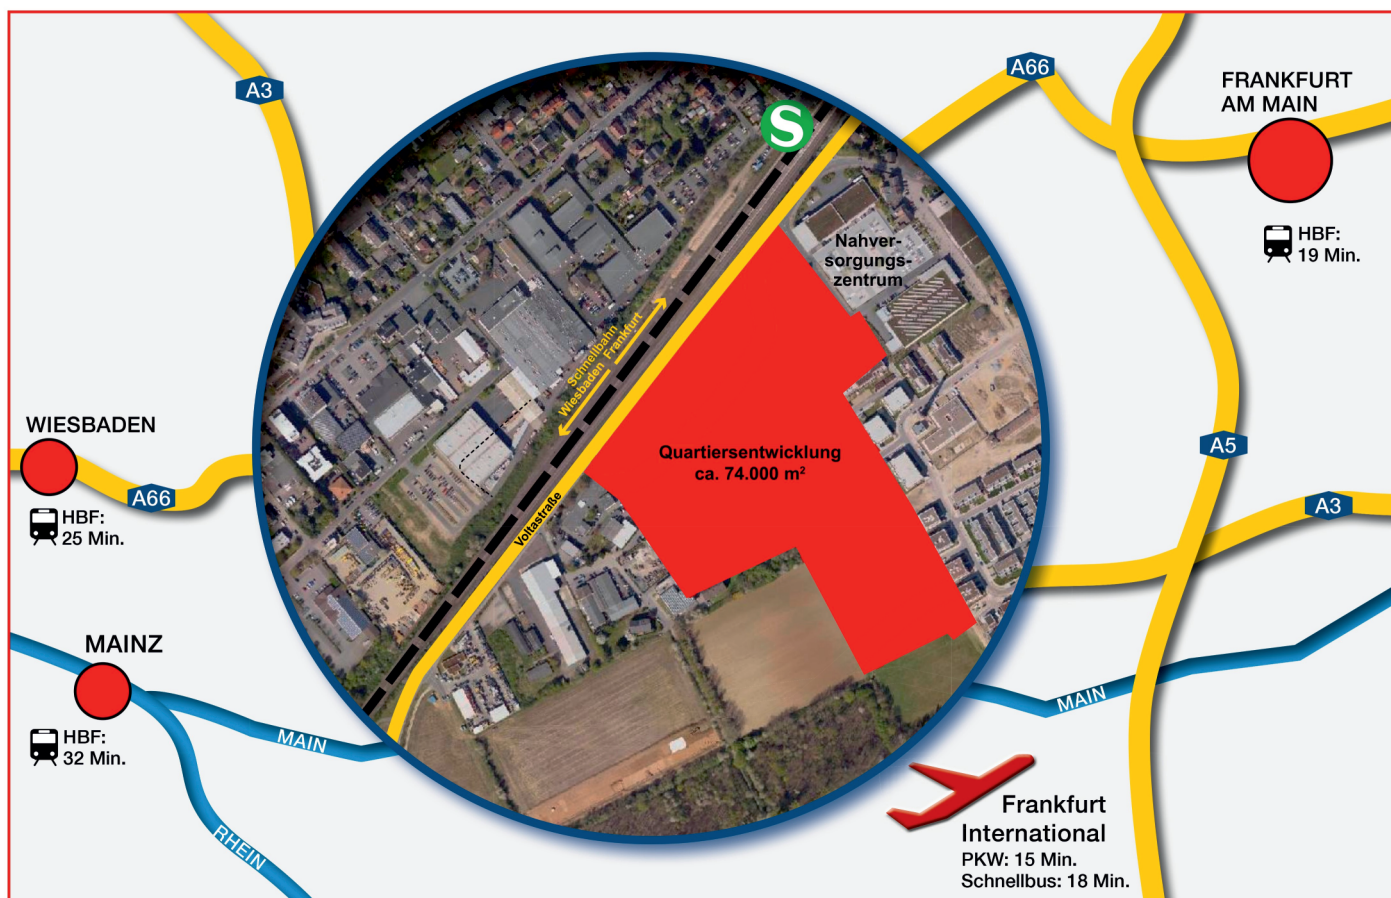 A3
A66
FRANKFURT
AM MAIN
HBF:
19 Min.
S
Nahver-
sorgungs-
zentrum
Schnellbahn
Wiesbaden Frankfurt
Quartiersentwicklung
ca. 74.000 m²
Voltastraße
WIESBADEN
A66
HBF:
25 Min.
A5
A3
MAINZ
HBF:
32 Min.
MAIN
MAIN
RHEIN
Frankfurt
International
PKW: 15 Min.
Schnellbus: 18 Min.